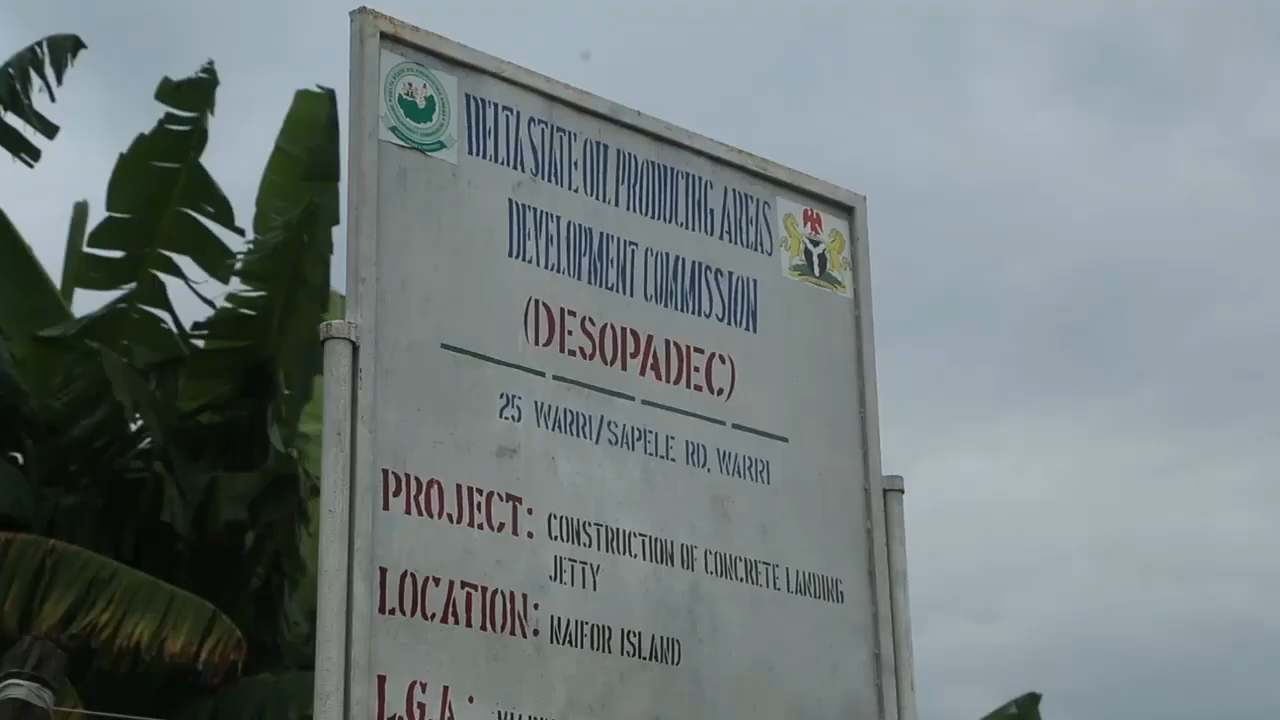 DELTA STATE OIL PRODUCING AREAS
DEVELOPMENT COMMISSION
(DESOPADEC)
25 WARRI/SAPELE RD, WARRI
PROJECT: CONSTRUCTION OF CONCRETE LANDING
JETTY
LOCATION: NAIFOR ISLAND
L.G.A: